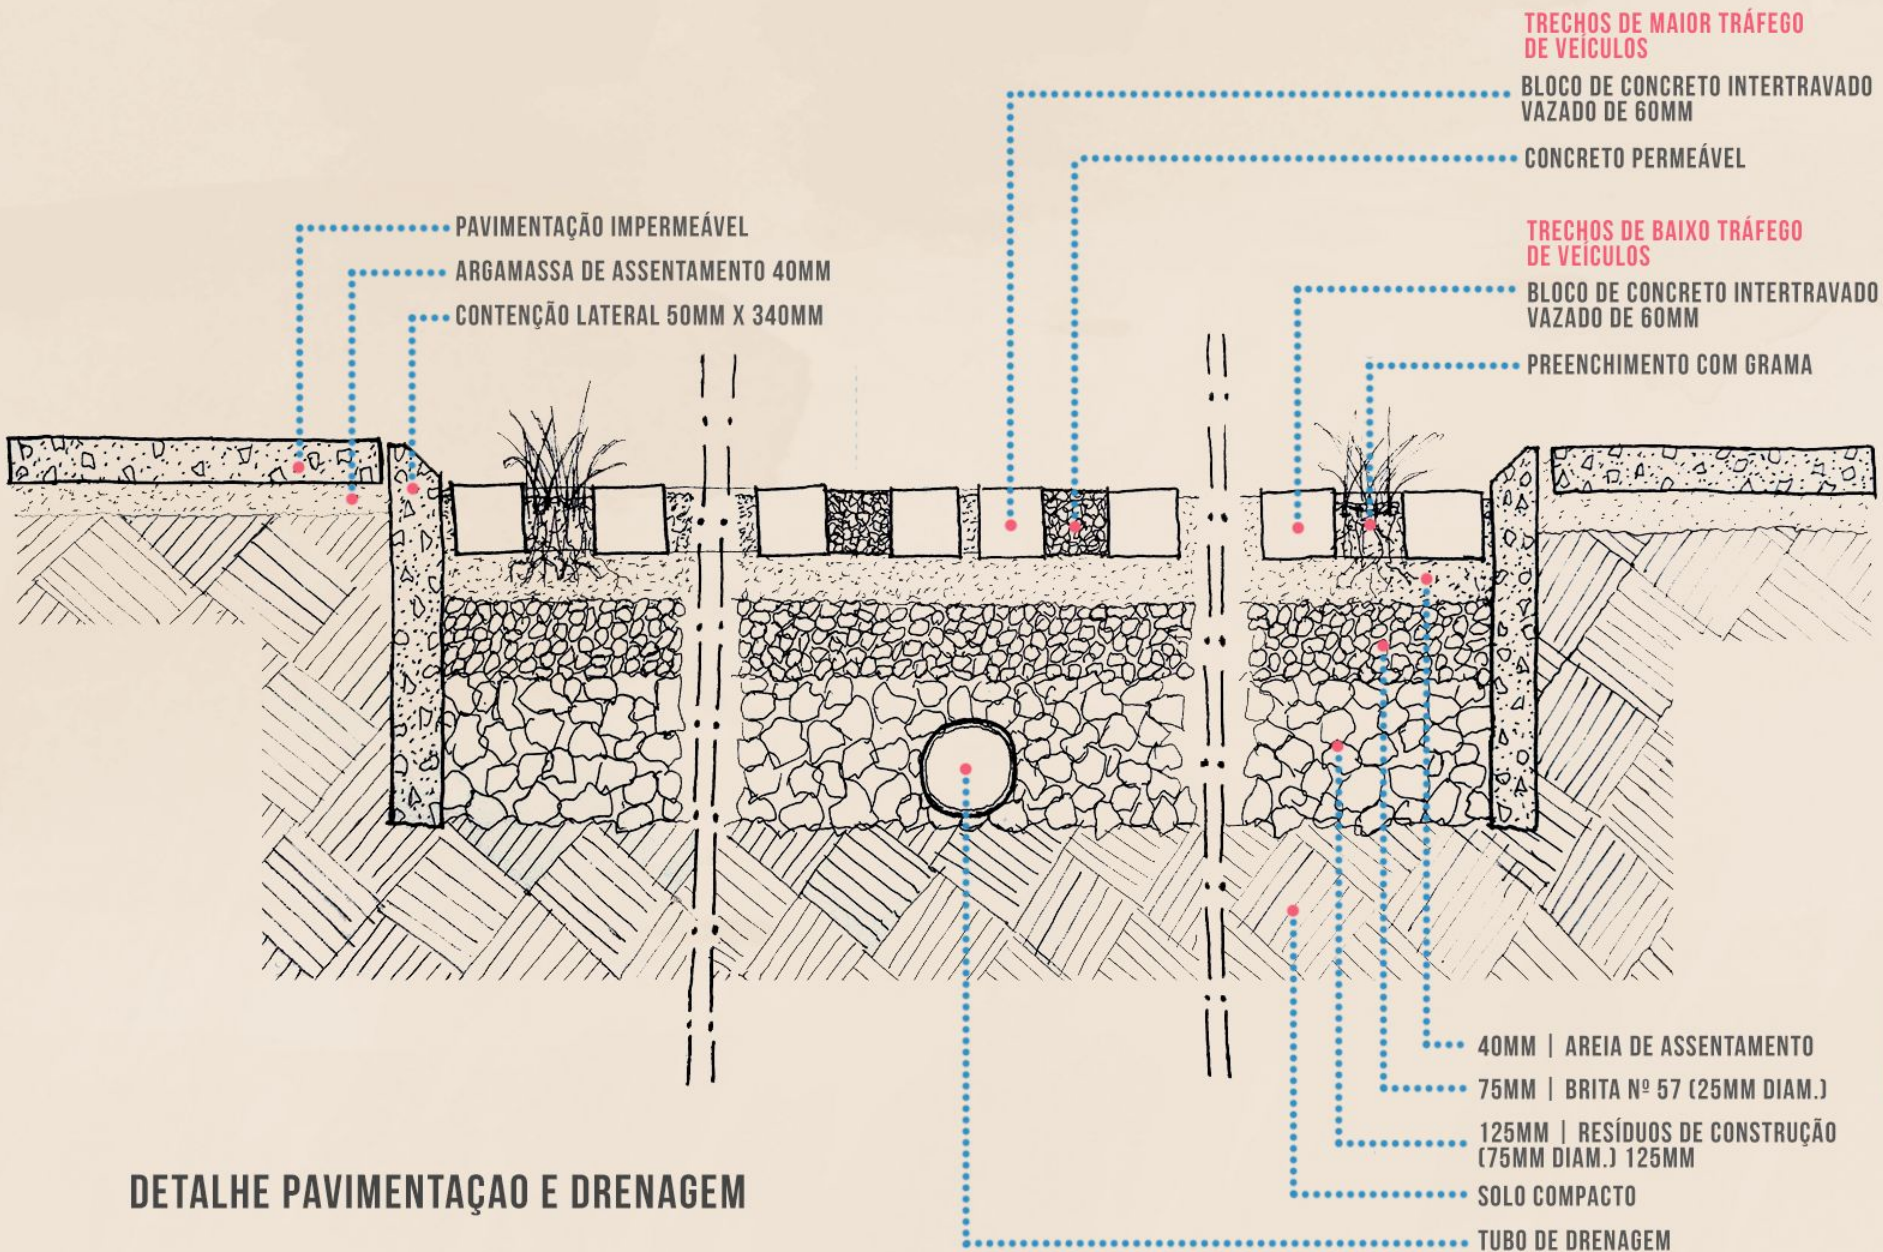 TRECHOS DE MAIOR TRÁFEGO
DE VEÍCULOS
BLOCO DE CONCRETO INTERTRAVADO
VAZADO DE 60MM
CONCRETO PERMEÁVEL
PAVIMENTAÇÃO IMPERMEÁVEL
ARGAMASSA DE ASSENTAMENTO 40MM
CONTENÇÃO LATERAL 50MM X 340MM
TRECHOS DE BAIXO TRÁFEGO
DE VEÍCULOS
BLOCO DE CONCRETO INTERTRAVADO
VAZADO DE 60MM
PREENCHIMENTO COM GRAMA
40MM | AREIA DE ASSENTAMENTO
75MM | BRITA Nº 57 (25MM DIAM.)
125MM | RESÍDUOS DE CONSTRUÇÃO
(75MM DIAM.) 125MM
SOLO COMPACTO
TUBO DE DRENAGEM
DETALHE PAVIMENTAÇAO E DRENAGEM